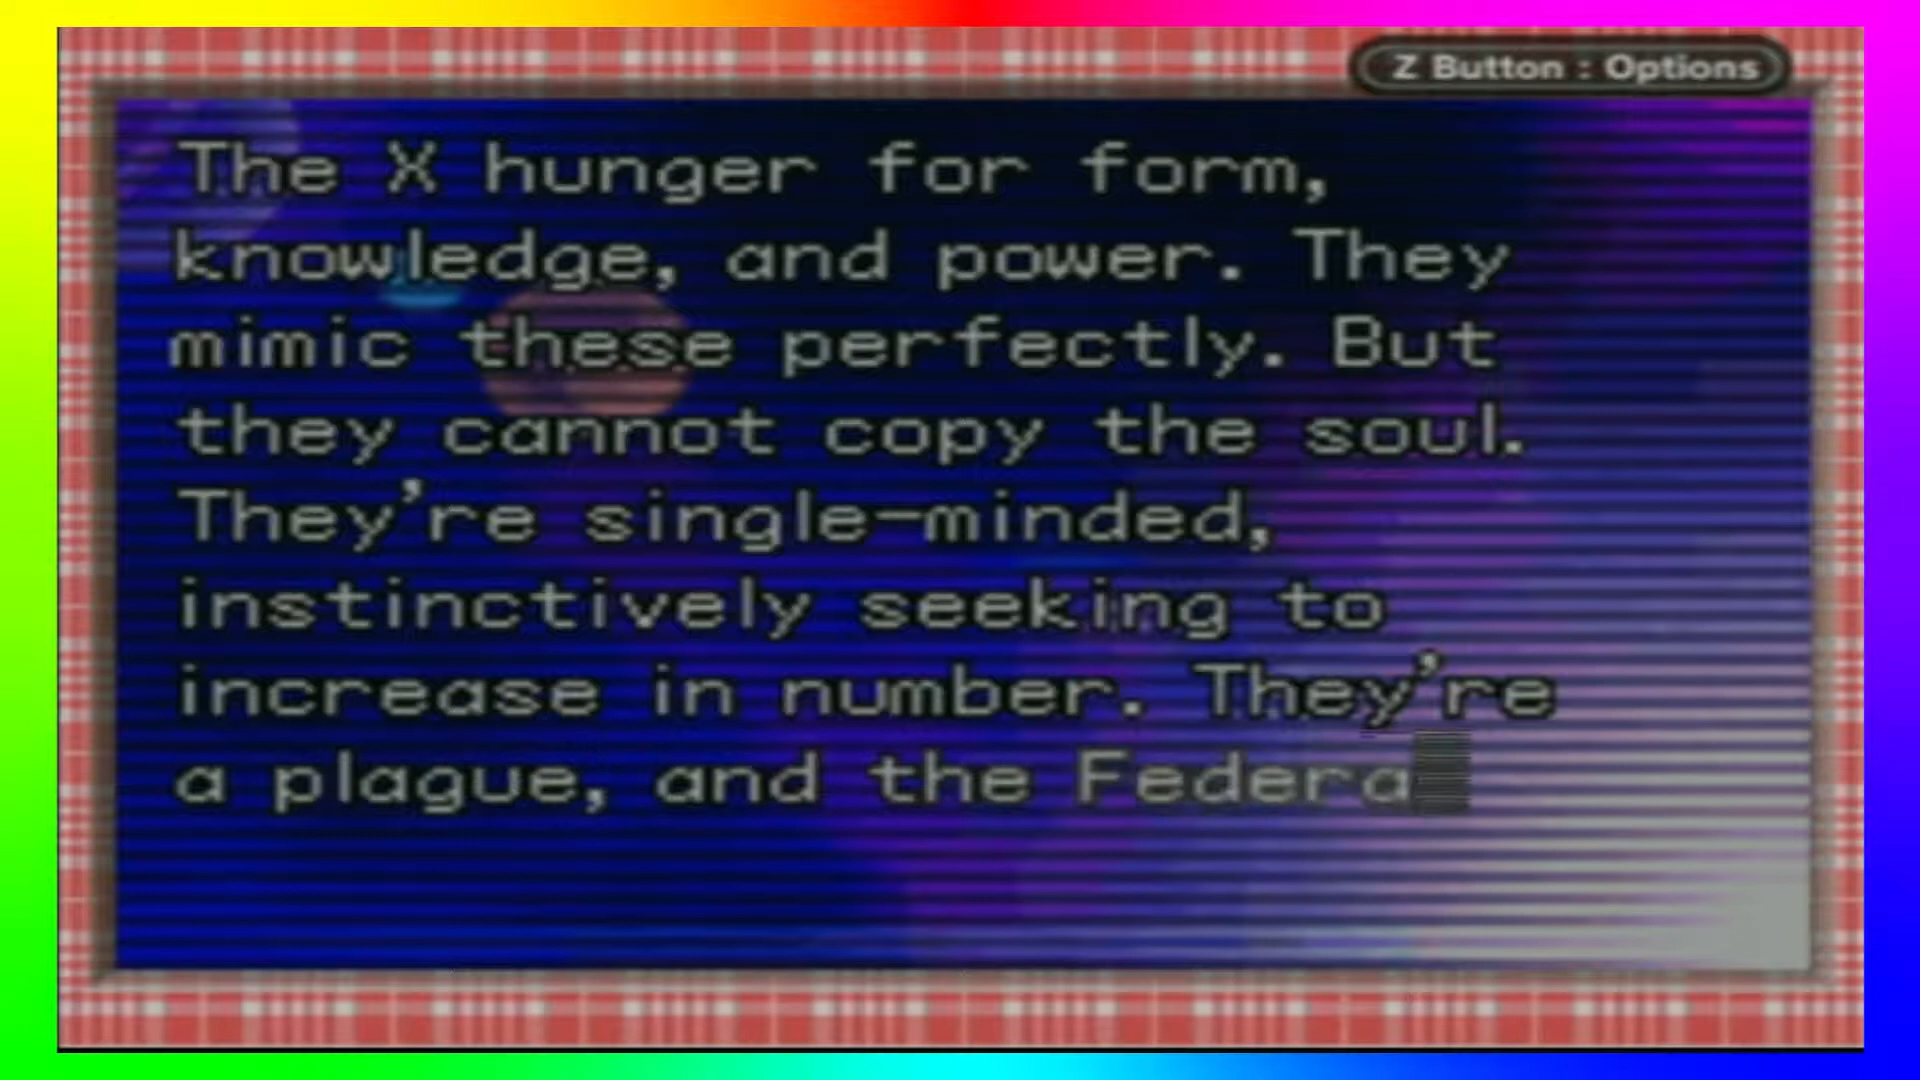 Z Button : Options
The X hunger for form,
knowledge, and power. They
mimic these perfectly. But
they cannot copy the soul.
They're single-minded,
instinctively seeking to
increase in number. They're
a plague, and the Federa